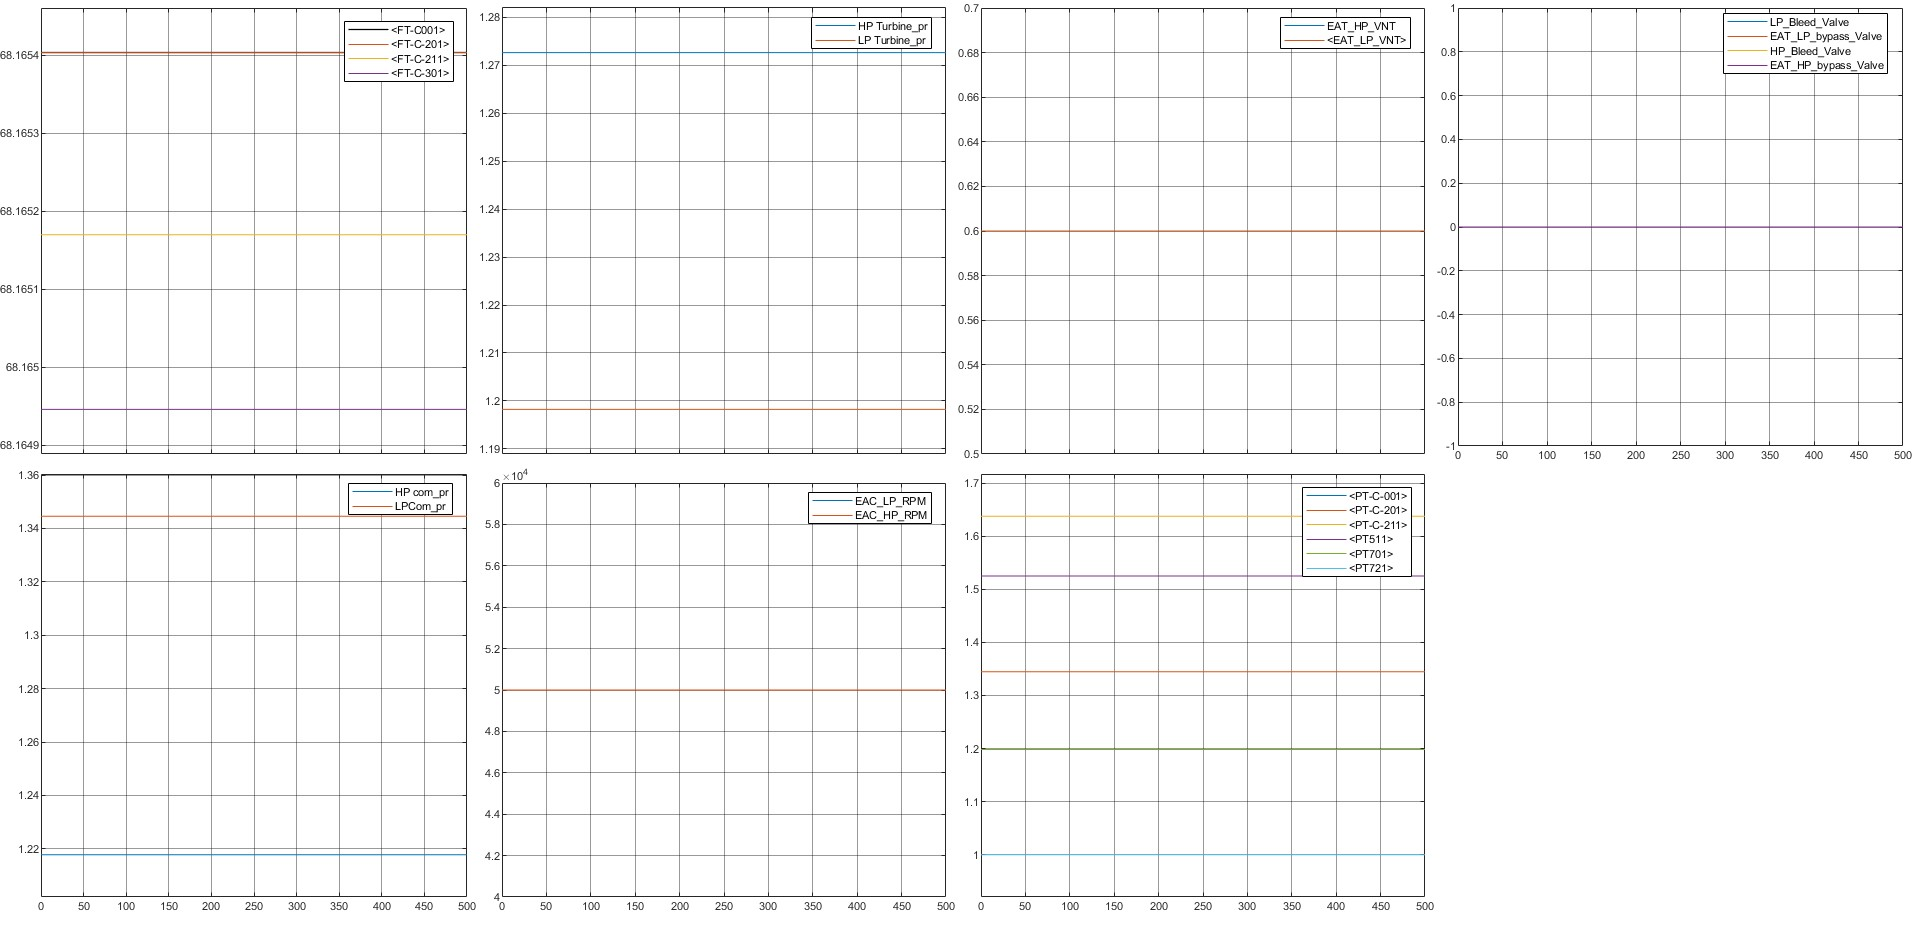 68.1654
68.1653
68.1652
68.1651
68.165
68.1649
<FT-C001>
<FT-C-201>
<FT-C-211>
<FT-C-301>
1.28
1.27
1.26
1.25
1.24
1.23
1.22
1.21
1.2
1.19
HP Turbine_pr
LP Turbine_pr
0.7
0.68
0.66
0.64
0.62
0.6
0.58
0.56
0.54
0.52
0.5
EAT_HP_VNT
<EAT_LP_VNT>
1
0.8
0.6
0.4
0.2
0
-0.2
-0.4
-0.6
-0.8
-1
LP_Bleed_Valve
EAT_LP_bypass_Valve
HP_Bleed_Valve
EAT_HP_bypass_Valve
0 50 100 150 200 250 300 350 400 450 500
1.36
1.34
1.32
1.3
1.28
1.26
1.24
1.22
HP com_pr
LPCom_pr
0 50 100 150 200 250 300 350 400 450 500
×10⁴
6
5.8
5.6
5.4
5.2
5
4.8
4.6
4.4
4.2
4
EAC_LP_RPM
EAC_HP_RPM
0 50 100 150 200 250 300 350 400 450 500
1.7
1.6
1.5
1.4
1.3
1.2
1.1
1
<PT-C-001>
<PT-C-201>
<PT-C-211>
<PT511>
<PT701>
<PT721>
0 50 100 150 200 250 300 350 400 450 500